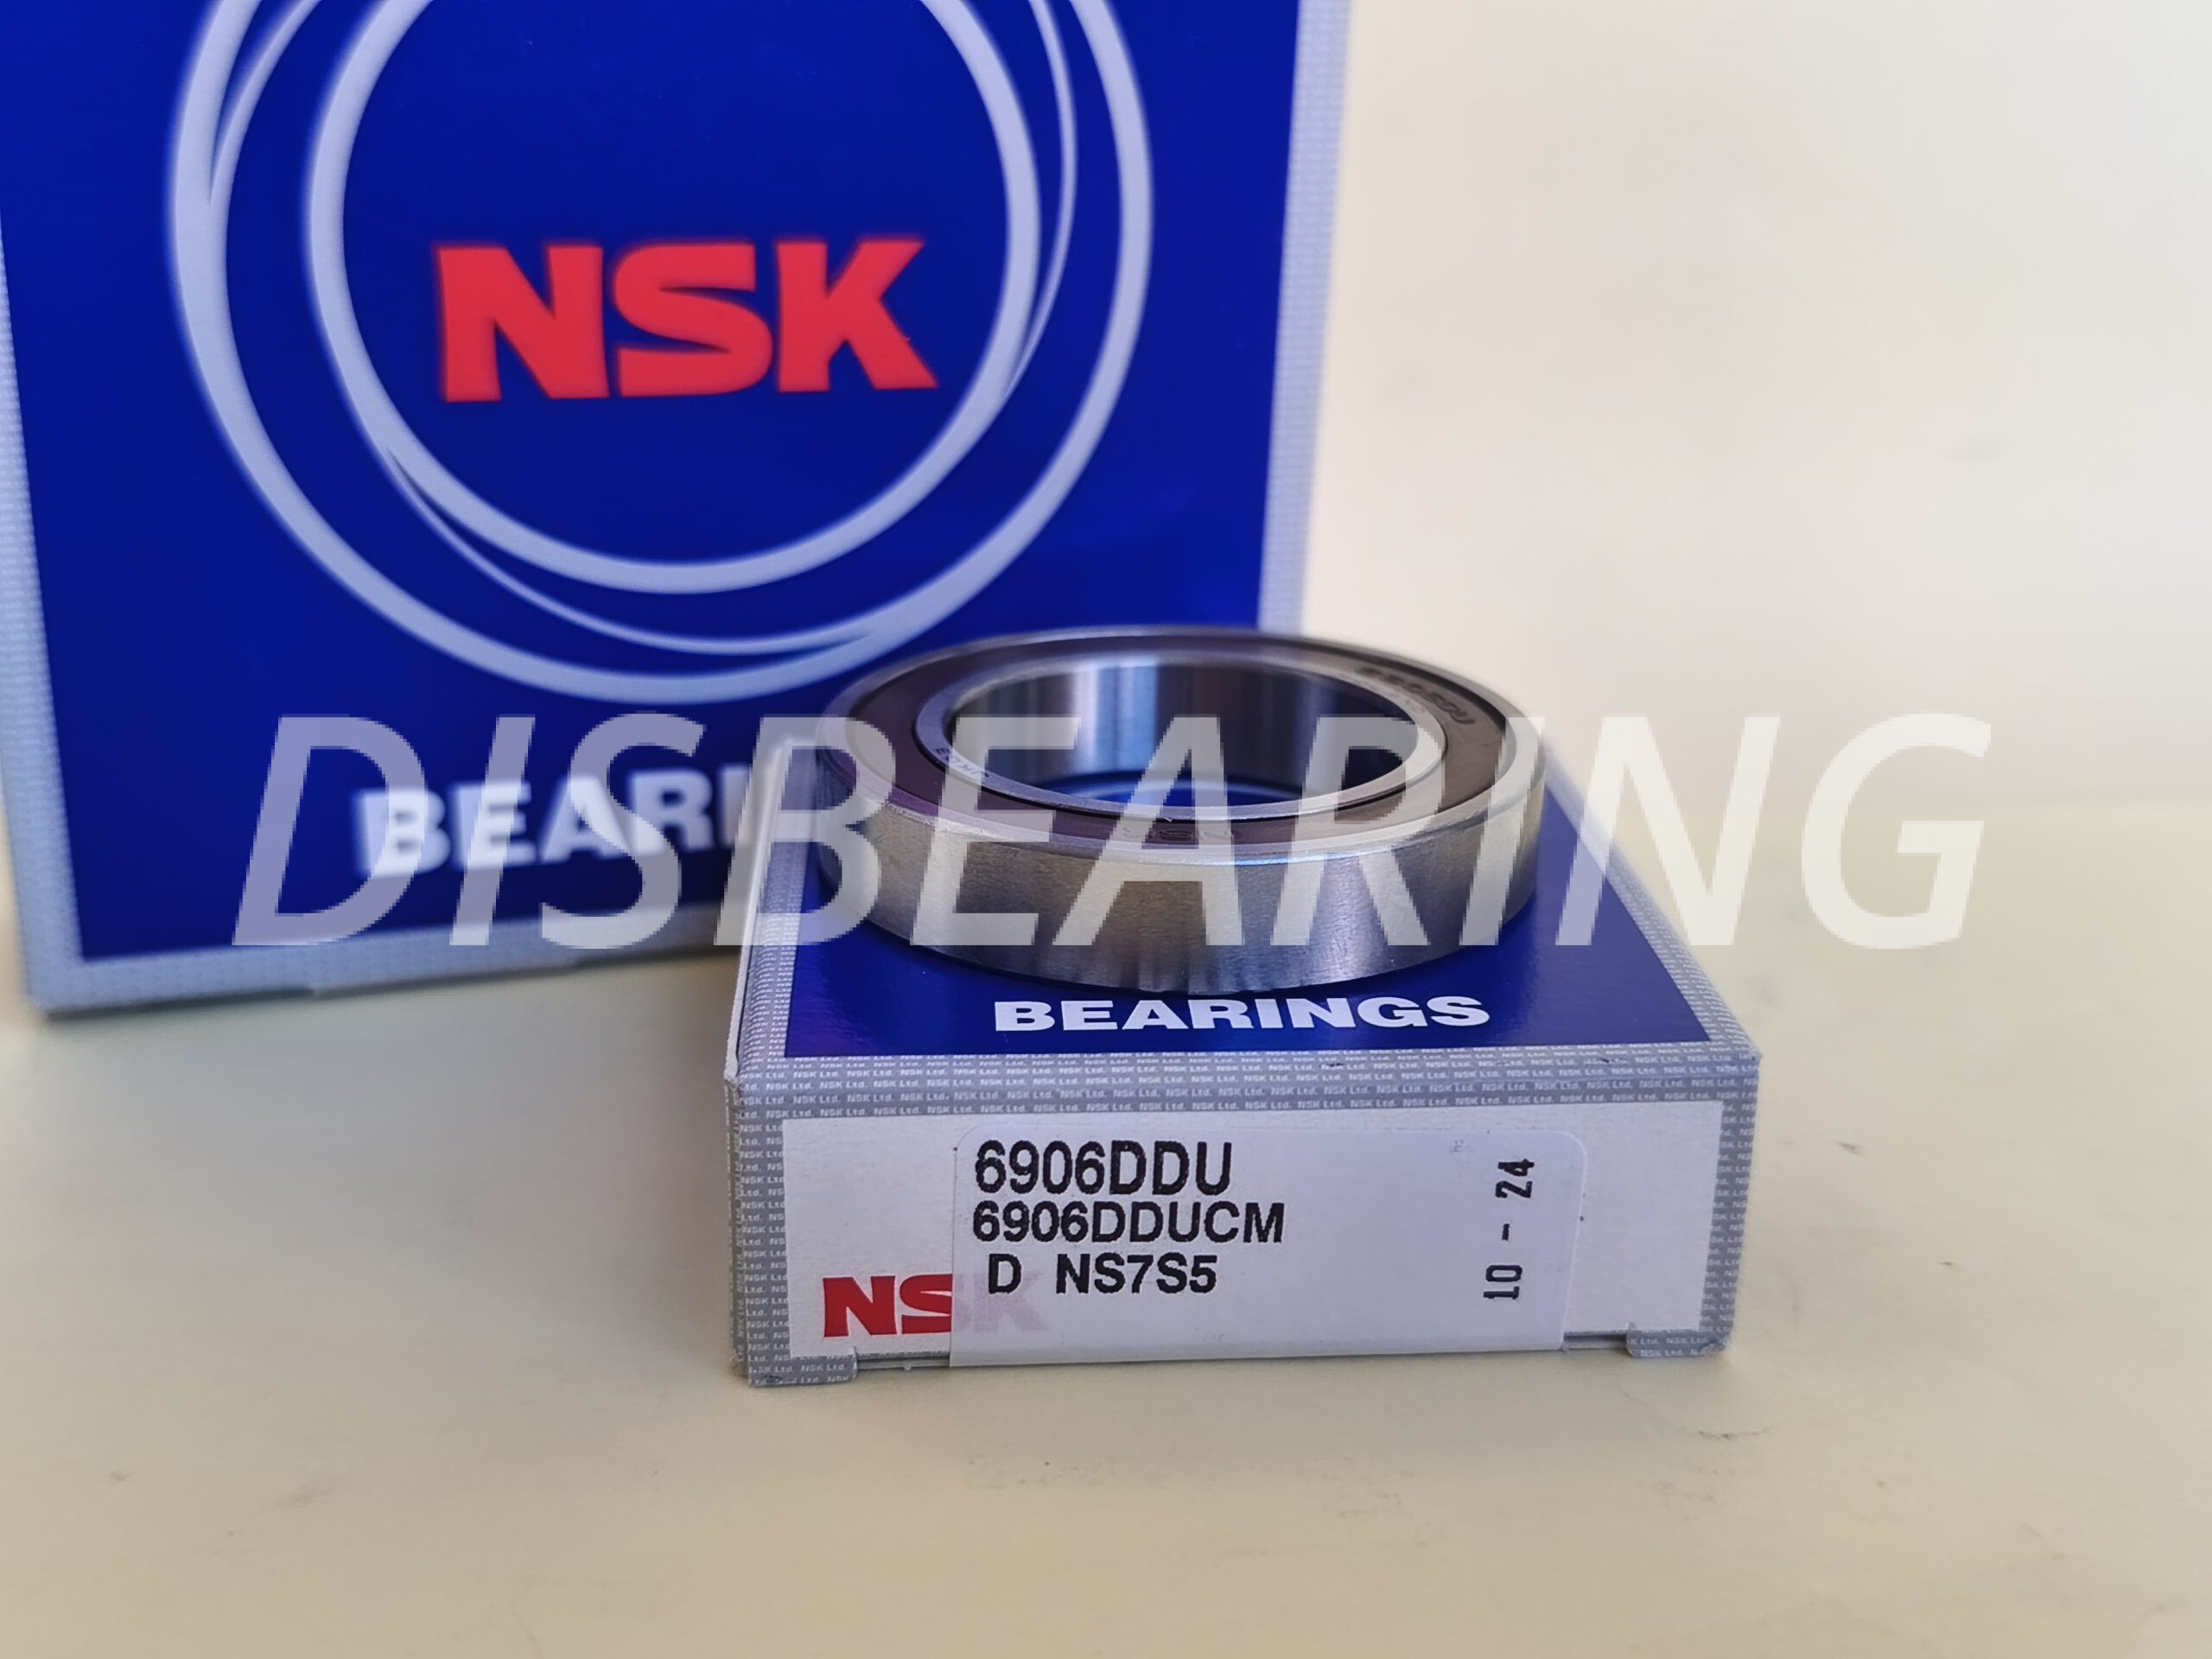 NSK
BEARI
DISBEARING
BEARINGS
6906DDU
6906DDUCM
D NS7S5
10 - 24
NSK